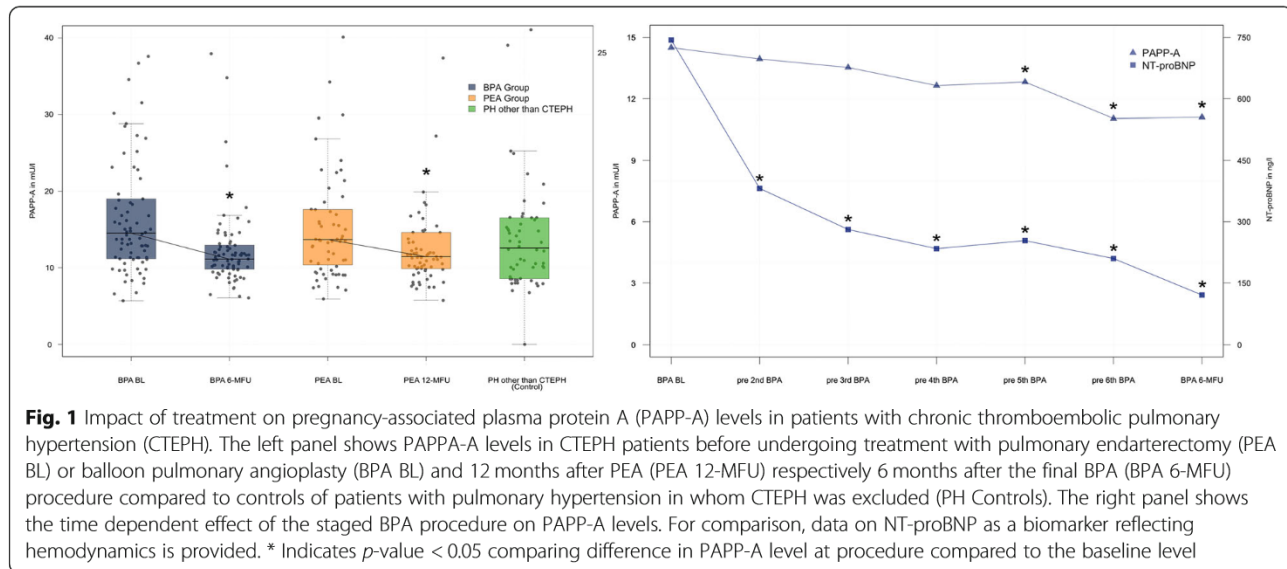 40
30
20
10
0
PAPP-A in mU/l
25
BPA Group
PEA Group
PH other than CTEPH
*
*
BPA BL
BPA 6-MFU
PEA BL
PEA 12-MFU
PH other than CTEPH
(Control)
15
12
9
6
3
0
PAPP-A in mU/l
PAPP-A
NT-proBNP
* * *
* * * * * *
750
600
450
300
150
0
NT-proBNP in ng/l
BPA BL
pre 2nd BPA
pre 3rd BPA
pre 4th BPA
pre 5th BPA
pre 6th BPA
BPA 6-MFU
Fig. 1 Impact of treatment on pregnancy-associated plasma protein A (PAPP-A) levels in patients with chronic thromboembolic pulmonary
hypertension (CTEPH). The left panel shows PAPPA-A levels in CTEPH patients before undergoing treatment with pulmonary endarterectomy (PEA
BL) or balloon pulmonary angioplasty (BPA BL) and 12 months after PEA (PEA 12-MFU) respectively 6 months after the final BPA (BPA 6-MFU)
procedure compared to controls of patients with pulmonary hypertension in whom CTEPH was excluded (PH Controls). The right panel shows
the time dependent effect of the staged BPA procedure on PAPP-A levels. For comparison, data on NT-proBNP as a biomarker reflecting
hemodynamics is provided. * Indicates p-value < 0.05 comparing difference in PAPP-A level at procedure compared to the baseline level